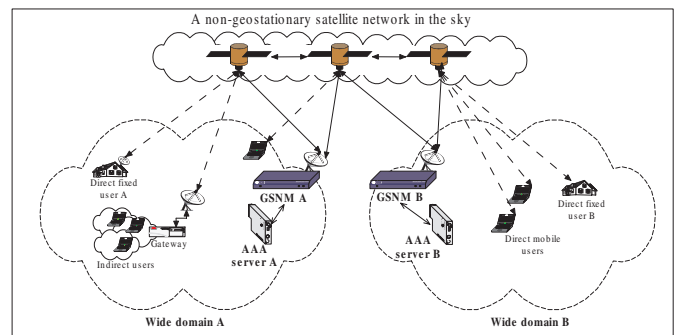 A non-geostationary satellite network in the sky
Direct fixed
user A
GSNM A
GSNM B
Direct fixed
user B
Gateway
Indirect users
AAA
server A
AAA
server B
Direct mobile
users
Wide domain A
Wide domain B